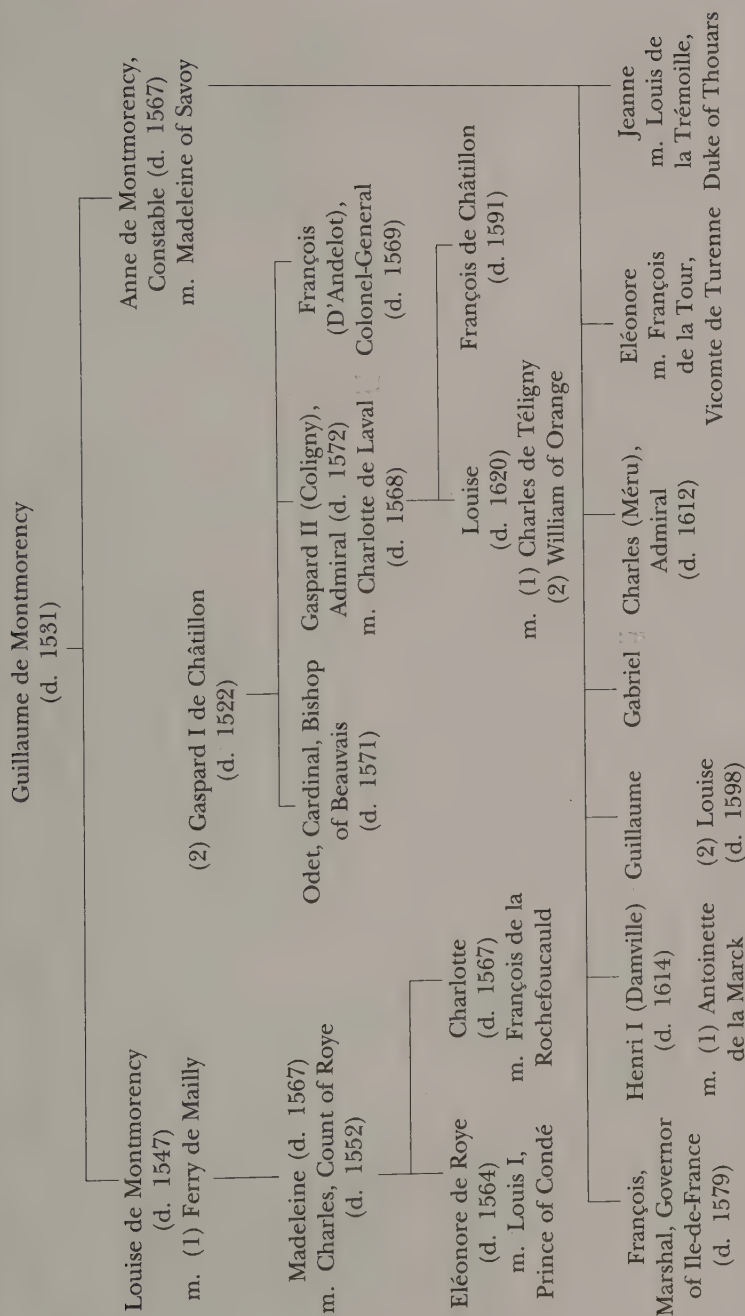 Guillaume de Montmorency
(d. 1531)
Louise de Montmorency
(d. 1547)
m. (1) Ferry de Mailly
(2) Gaspard I de Châtillon
(d. 1522)
Anne de Montmorency,
Constable (d. 1567)
m. Madeleine of Savoy
Madeleine (d. 1567)
m. Charles, Count of Roye
(d. 1552)
Odet, Cardinal, Bishop
of Beauvais
(d. 1571)
Gaspard II (Coligny),
Admiral (d. 1572)
m. Charlotte de Laval
(d. 1568)
François
(D'Andelot),
Colonel-General
(d. 1569)
Eléonore de Roye
(d. 1564)
m. Louis I,
Prince of Condé
Charlotte
(d. 1567)
m. François de la
Rochefoucauld
Louise
(d. 1620)
m. (1) Charles de Téligny
(2) William of Orange
François de Châtillon
(d. 1591)
François,
Marshal, Governor
of Ile-de-France
(d. 1579)
Henri I (Damville)
(d. 1614)
m. (1) Antoinette
de la Marck
(2) Louise
(d. 1598)
Guillaume
Gabriel
Charles (Méru),
Admiral
(d. 1612)
Eléonore
m. François
de la Tour,
Vicomte de Turenne
Jeanne
m. Louis de
la Trémoille,
Duke of Thouars